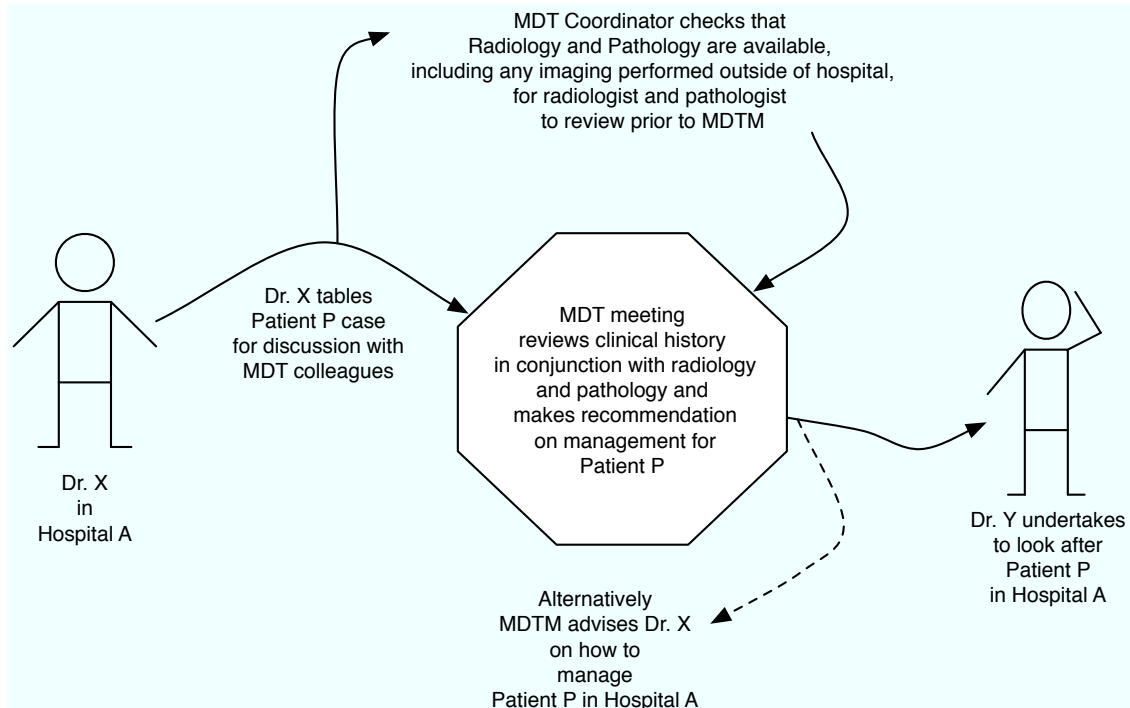 MDT Coordinator checks that
Radiology and Pathology are available,
including any imaging performed outside of hospital,
for radiologist and pathologist
to review prior to MDTM
Dr. X tables
Patient P case
for discussion with
MDT colleagues
MDT meeting
reviews clinical history
in conjunction with radiology
and pathology and
makes recommendation
on management for
Patient P
Dr. X
in
Hospital A
Dr. Y undertakes
to look after
Patient P
in Hospital A
Alternatively
MDTM advises Dr. X
on how to
manage
Patient P in Hospital A